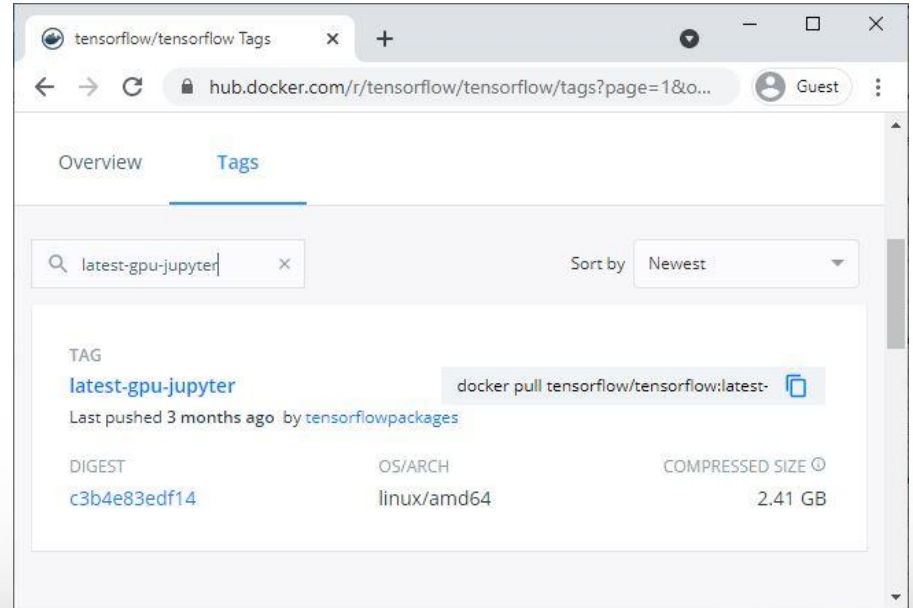 tensorflow/tensorflow Tags
hub.docker.com/r/tensorflow/tensorflow/tags?page=1&o...
Guest
Overview Tags
latest-gpu-jupyter
Sort by Newest
TAG
latest-gpu-jupyter
docker pull tensorflow/tensorflow:latest-
Last pushed 3 months ago by tensorflowpackages
DIGEST OS/ARCH COMPRESSED SIZE
c3b4e83edf14 linux/amd64 2.41 GB